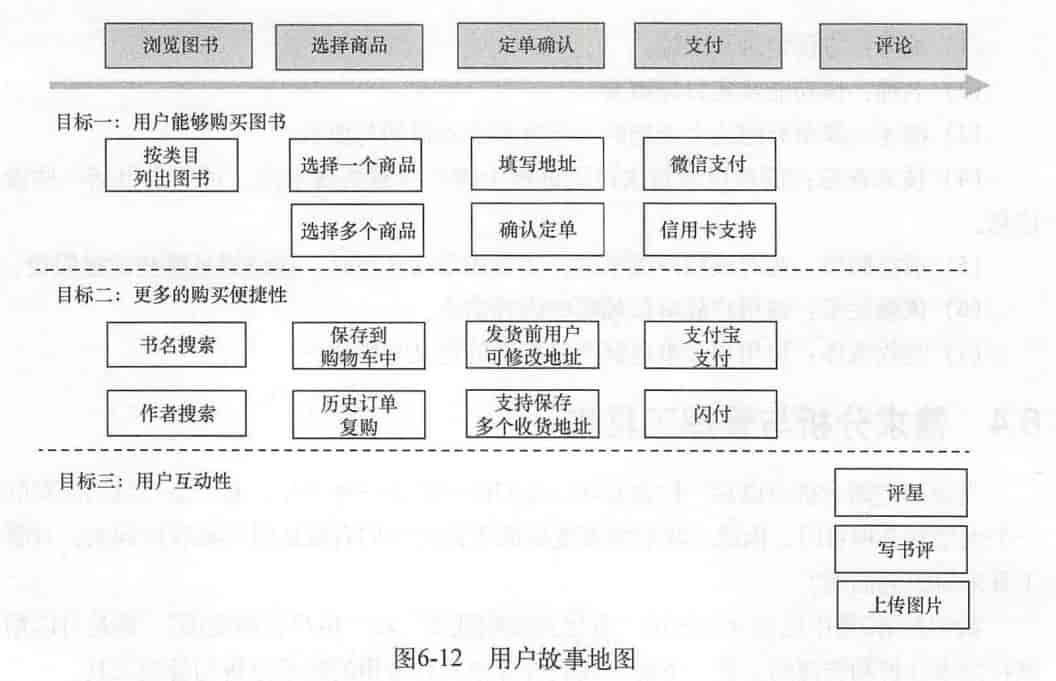 浏览图书 选择商品 定单确认 支付 评论
目标一：用户能够购买图书
按类目
列出图书
选择一个商品 填写地址 微信支付
选择多个商品 确认定单 信用卡支持
目标二：更多的购买便捷性
书名搜索
保存到
购物车中
发货前用户
可修改地址
支付宝
支付
作者搜索
历史订单
复购
支持保存
多个收货地址
闪付
目标三：用户互动性
评星
写书评
上传图片
图6-12 用户故事地图